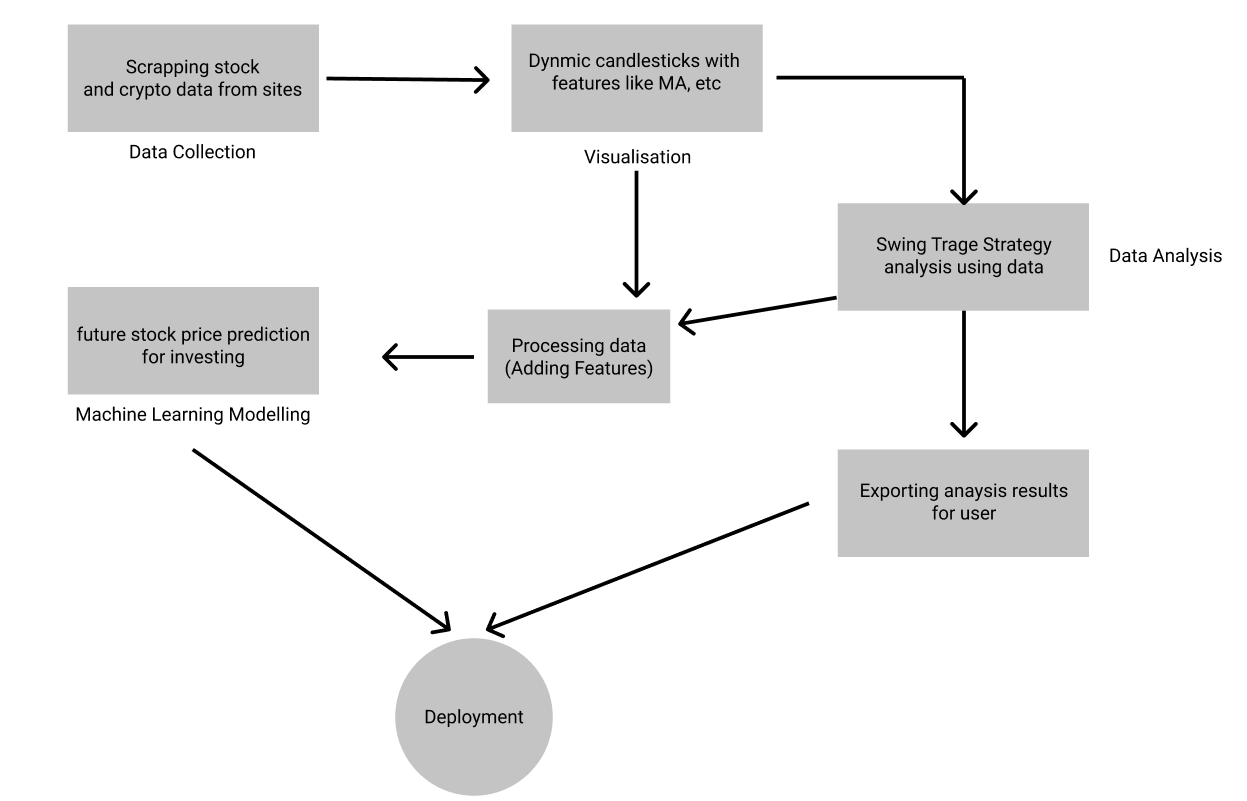 Scrapping stock
and crypto data from sites
Data Collection
Dynmic candlesticks with
features like MA, etc
Visualisation
Swing Trage Strategy
analysis using data
Data Analysis
Processing data
(Adding Features)
future stock price prediction
for investing
Machine Learning Modelling
Exporting anaysis results
for user
Deployment